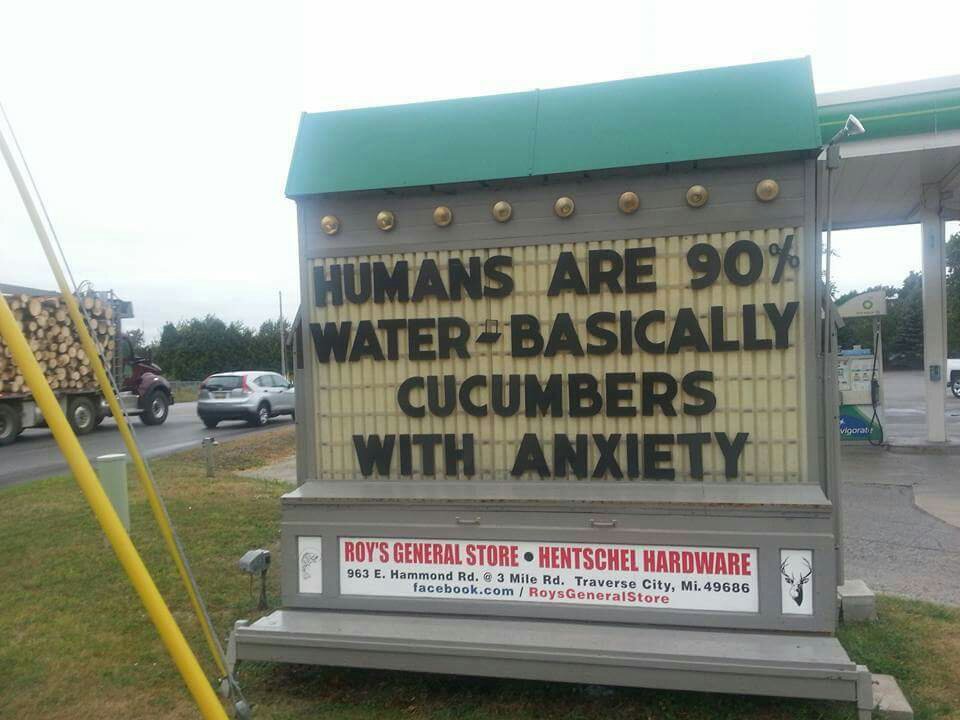 HUMANS ARE 90%
WATER-BASICALLY
CUCUMBERS
WITH ANXIETY
ROY'S GENERAL STORE • HENTSCHEL HARDWARE
963 E. Hammond Rd. @ 3 Mile Rd. Traverse City, Mi. 49686
facebook.com / RoysGeneralStore
bp